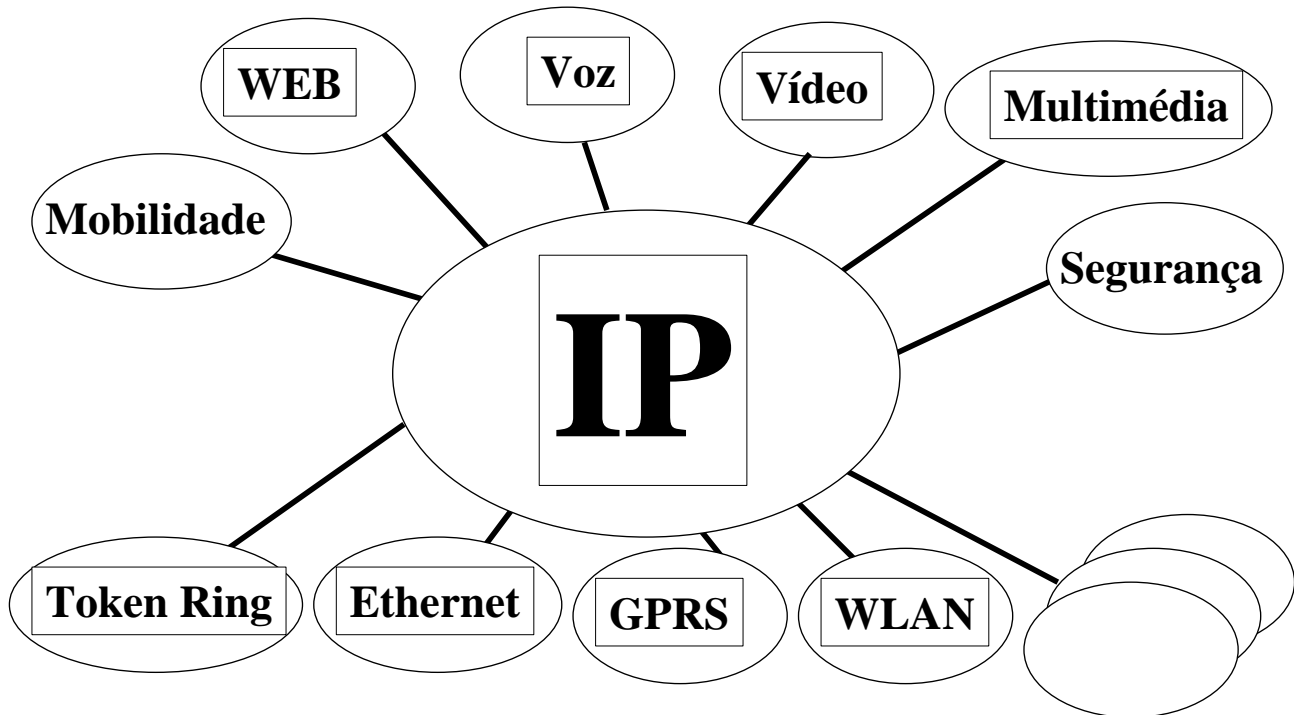 WEB
Voz
Vídeo
Multimédia
Mobilidade
Segurança
IP
Token Ring
Ethernet
GPRS
WLAN